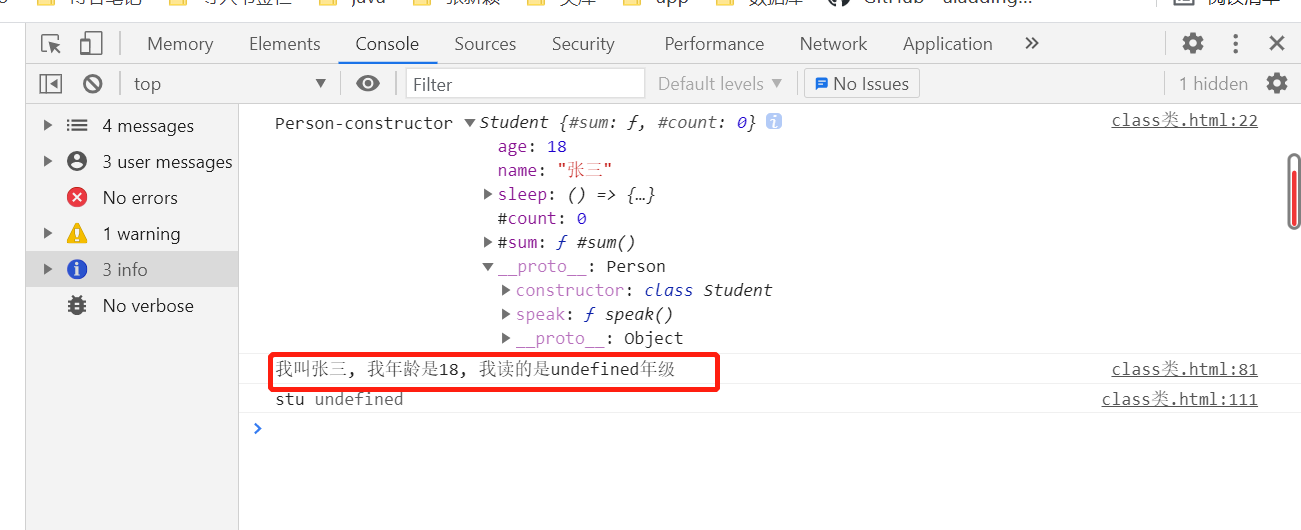 java
app
Memory Elements Console Sources Security Performance Network Application »
top Filter Default levels No Issues 1 hidden
4 messages
3 user messages
No errors
1 warning
3 info
No verbose
Person-constructor Student {#sum: ƒ, #count: 0} class类.html:22
age: 18
name: "张三"
sleep: () => {…}
#count: 0
#sum: ƒ #sum()
__proto__: Person
constructor: class Student
speak: ƒ speak()
__proto__: Object
我叫张三, 我年龄是18, 我读的是undefined年级 class类.html:81
stu undefined class类.html:111